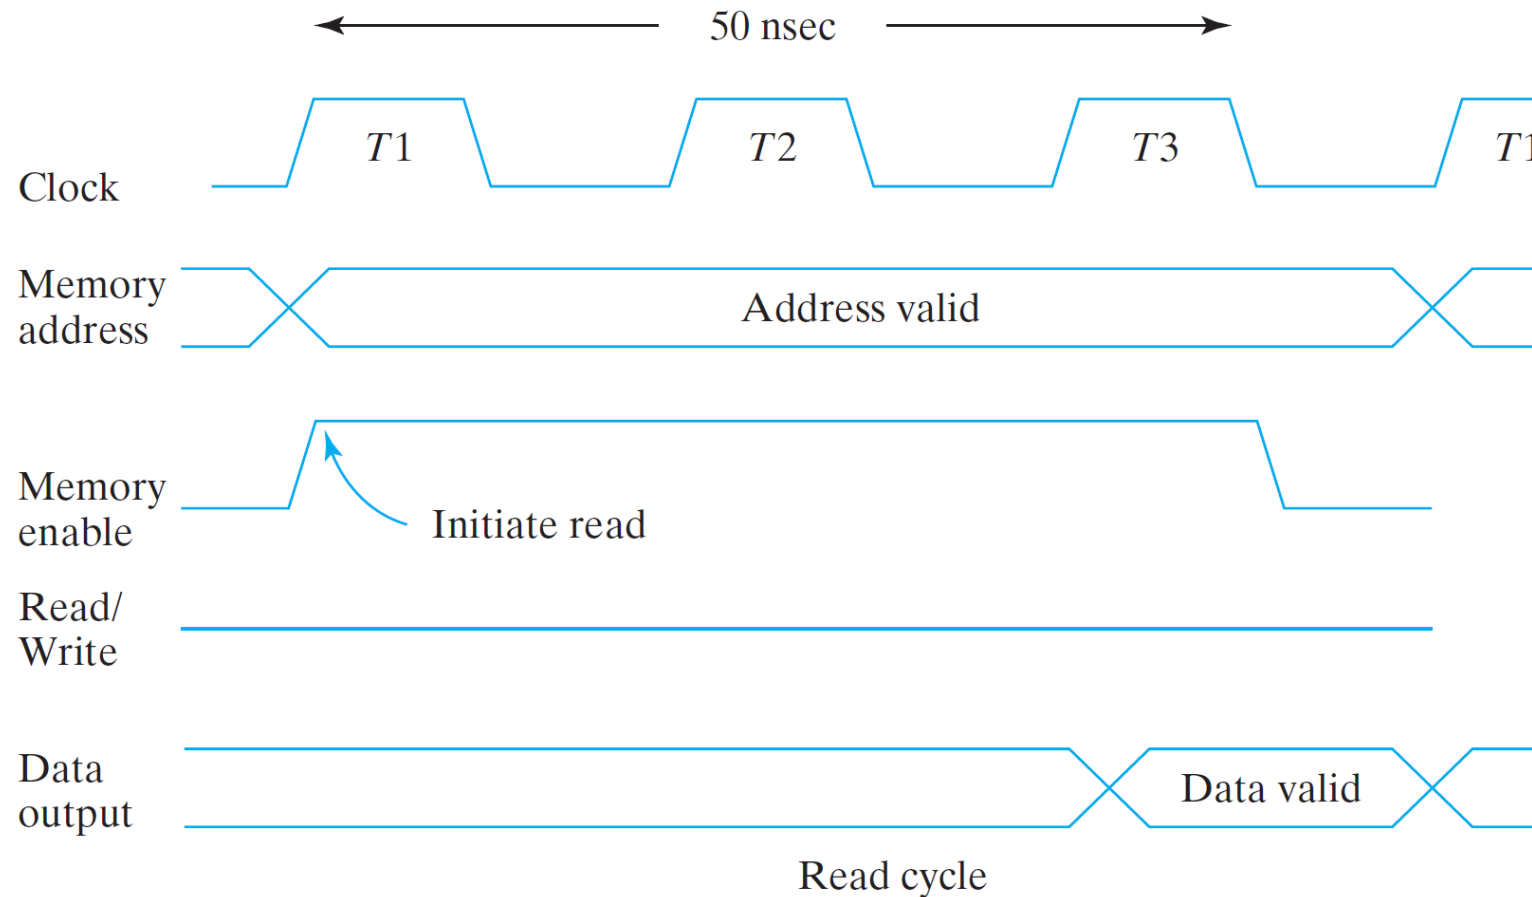 50 nsec
T1
T2
T3
T1
Clock
Memory
address
Address valid
Memory
enable
Initiate read
Read/
Write
Data
output
Data valid
Read cycle